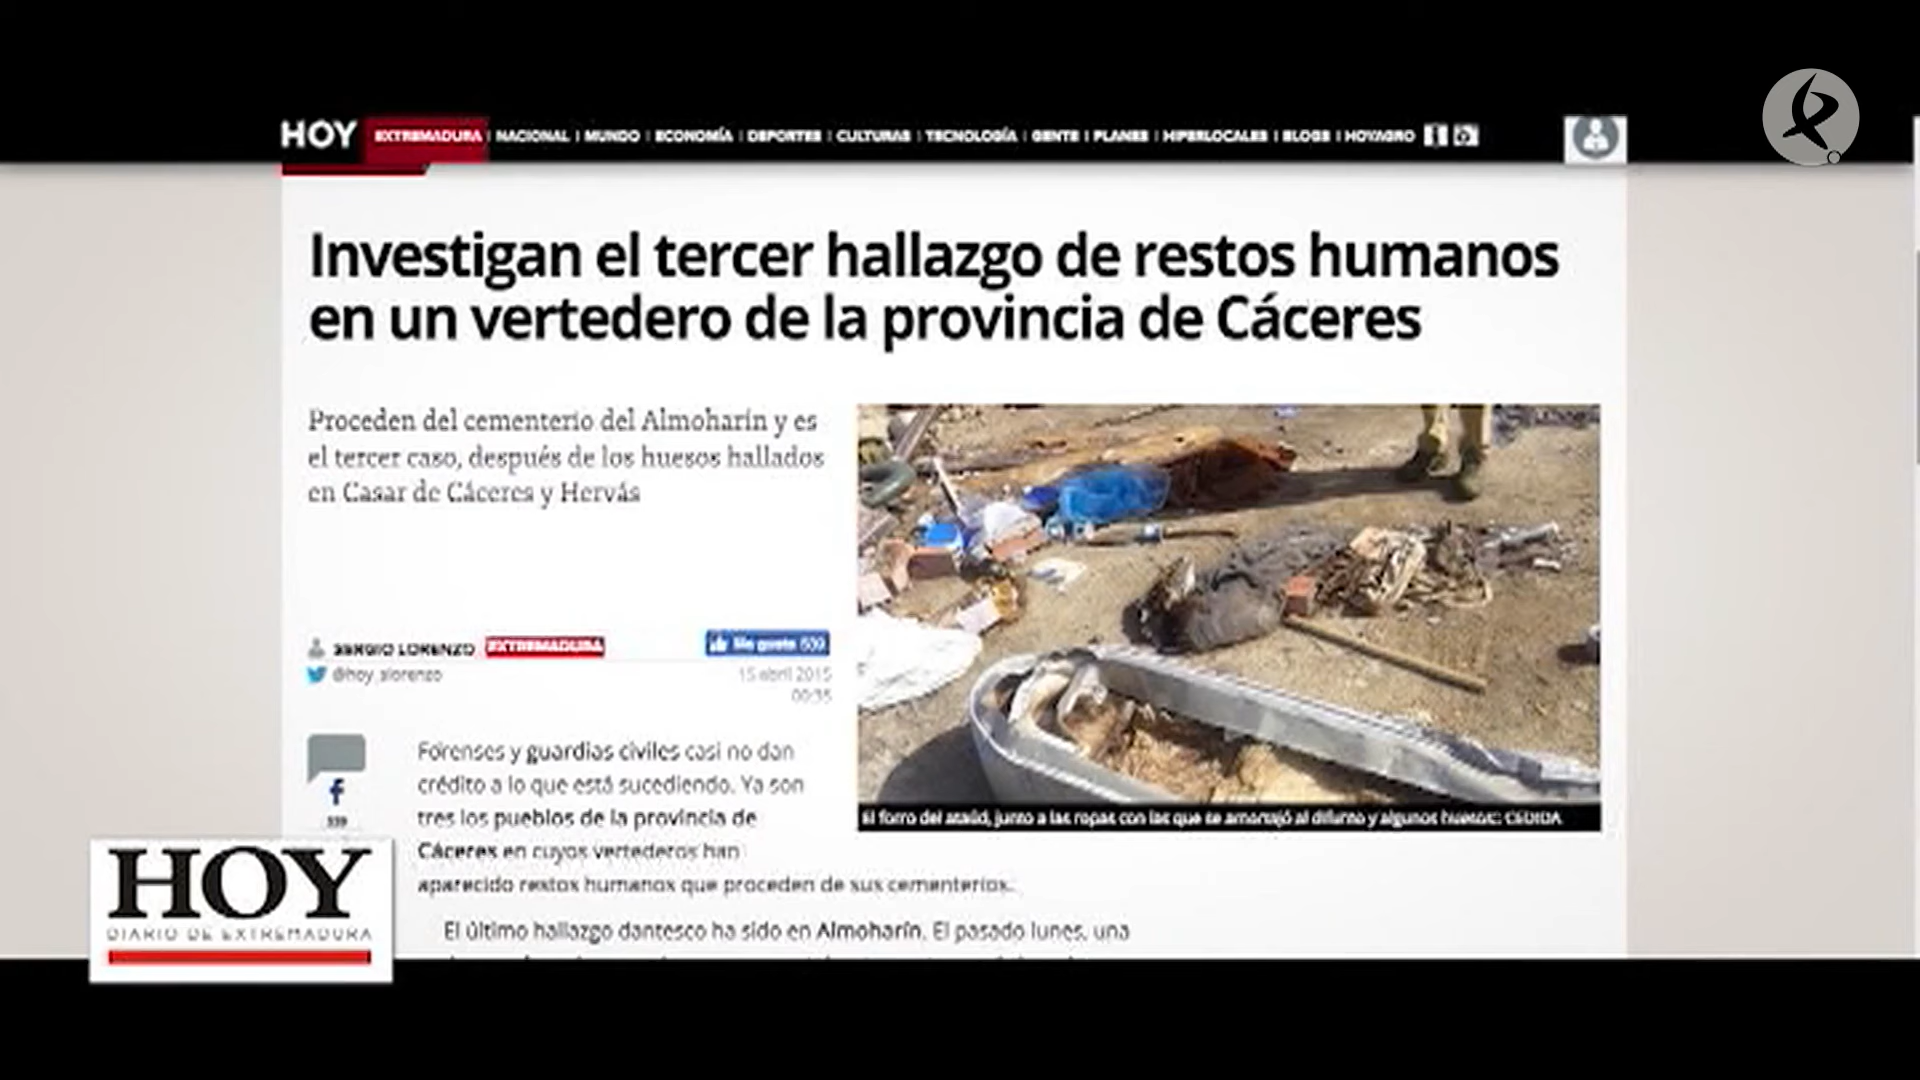 HOY EXTREMADURA NACIONAL MUNDO ECONOMÍA DEPORTES CULTURAS TECNOLOGÍA GENTE PLANES HIPERLOCALES BLOGS HOYAGRO
Investigan el tercer hallazgo de restos humanos
en un vertedero de la provincia de Cáceres
Proceden del cementerio del Almoharín y es
el tercer caso, después de los huesos hallados
en Casar de Cáceres y Hervás
SERGIO LORENZO EXTREMADURA
Me gusta
@hoy_slorenzo 15 abril 2015
00:35
Forenses y guardias civiles casi no dan
crédito a lo que está sucediendo. Ya son
tres los pueblos de la provincia de
Cáceres en cuyos vertederos han
aparecido restos humanos que proceden de sus cementerios.
El último hallazgo dantesco ha sido en Almoharín. El pasado lunes, una
El forro del ataúd, junto a las ropas con las que se amortajó al difunto y algunos huesos: CEDIDA
HOY
DIARIO DE EXTREMADURA